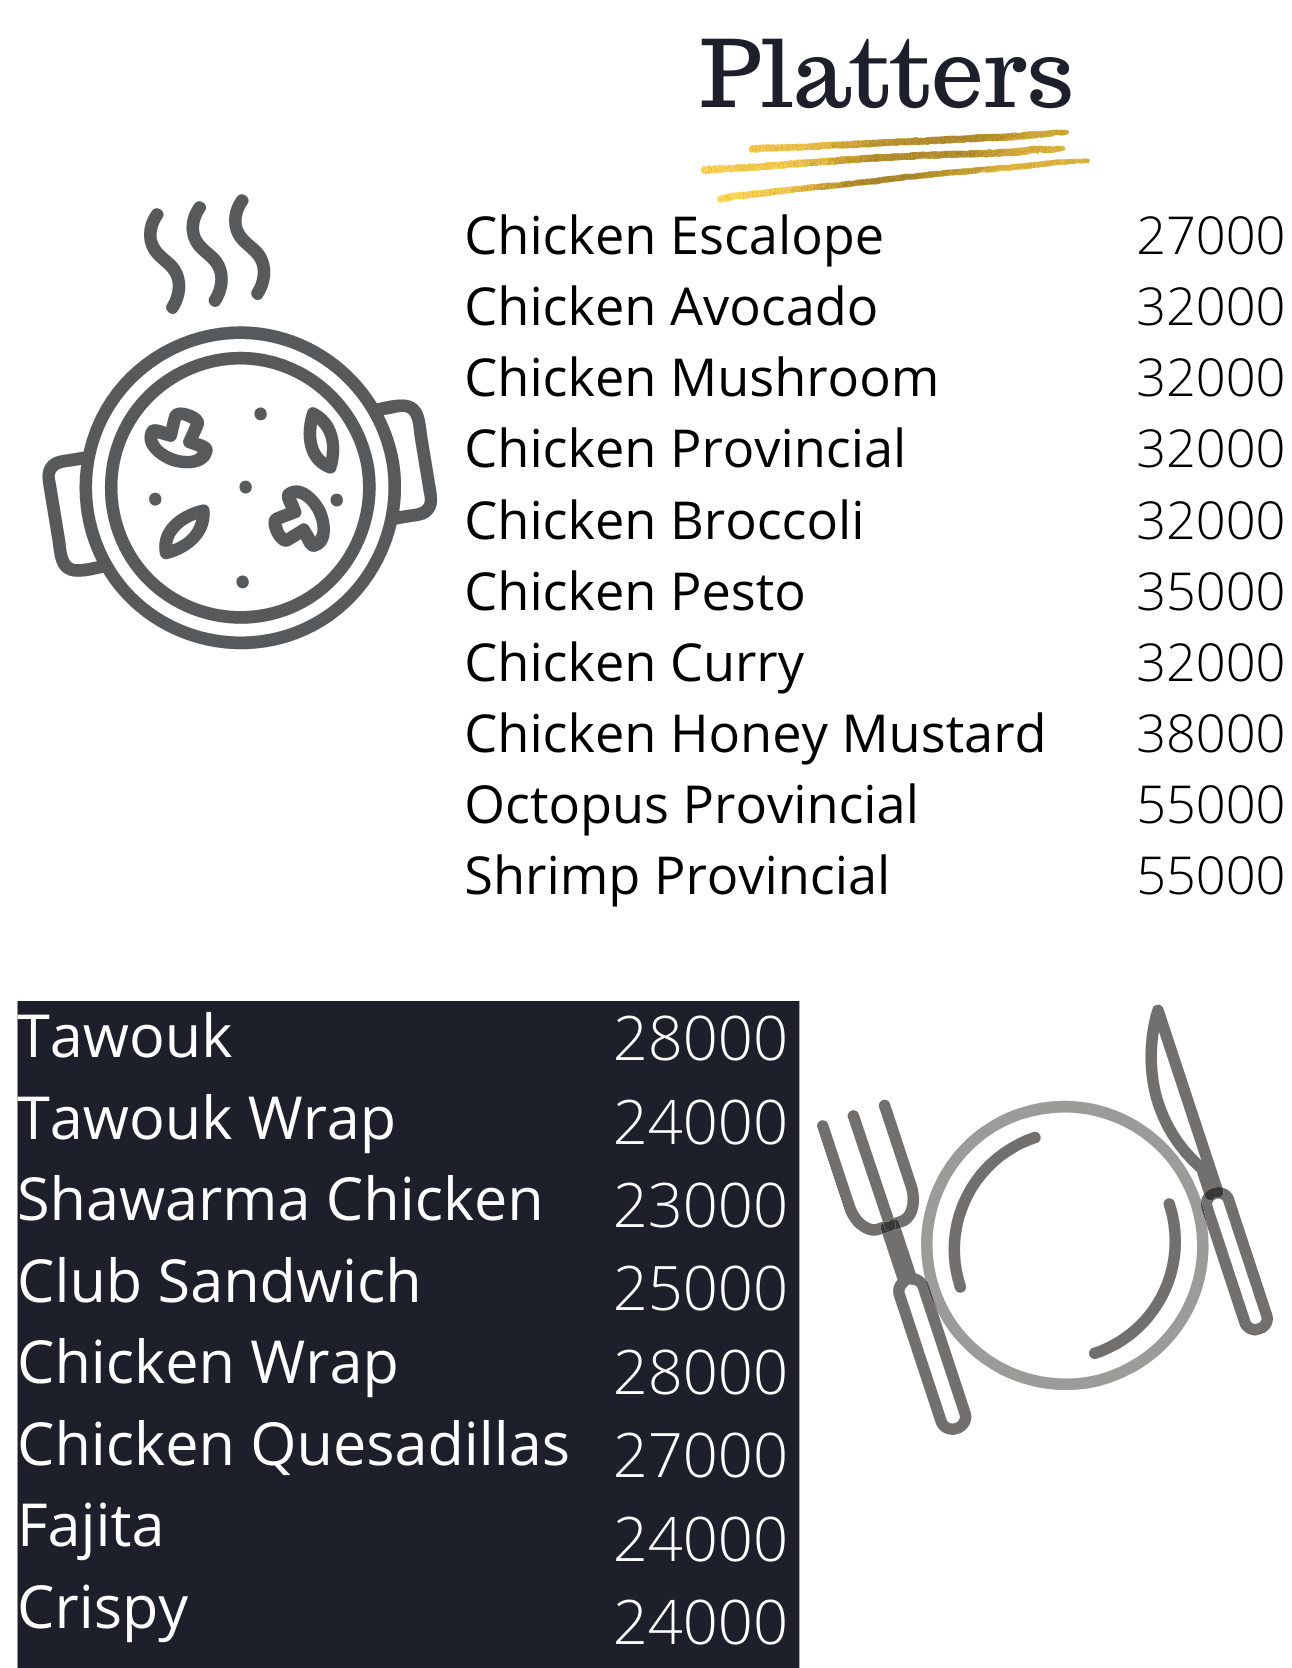 Platters
Chicken Escalope 27000
Chicken Avocado 32000
Chicken Mushroom 32000
Chicken Provincial 32000
Chicken Broccoli 32000
Chicken Pesto 35000
Chicken Curry 32000
Chicken Honey Mustard 38000
Octopus Provincial 55000
Shrimp Provincial 55000
Tawouk 28000
Tawouk Wrap 24000
Shawarma Chicken 23000
Club Sandwich 25000
Chicken Wrap 28000
Chicken Quesadillas 27000
Fajita 24000
Crispy 24000